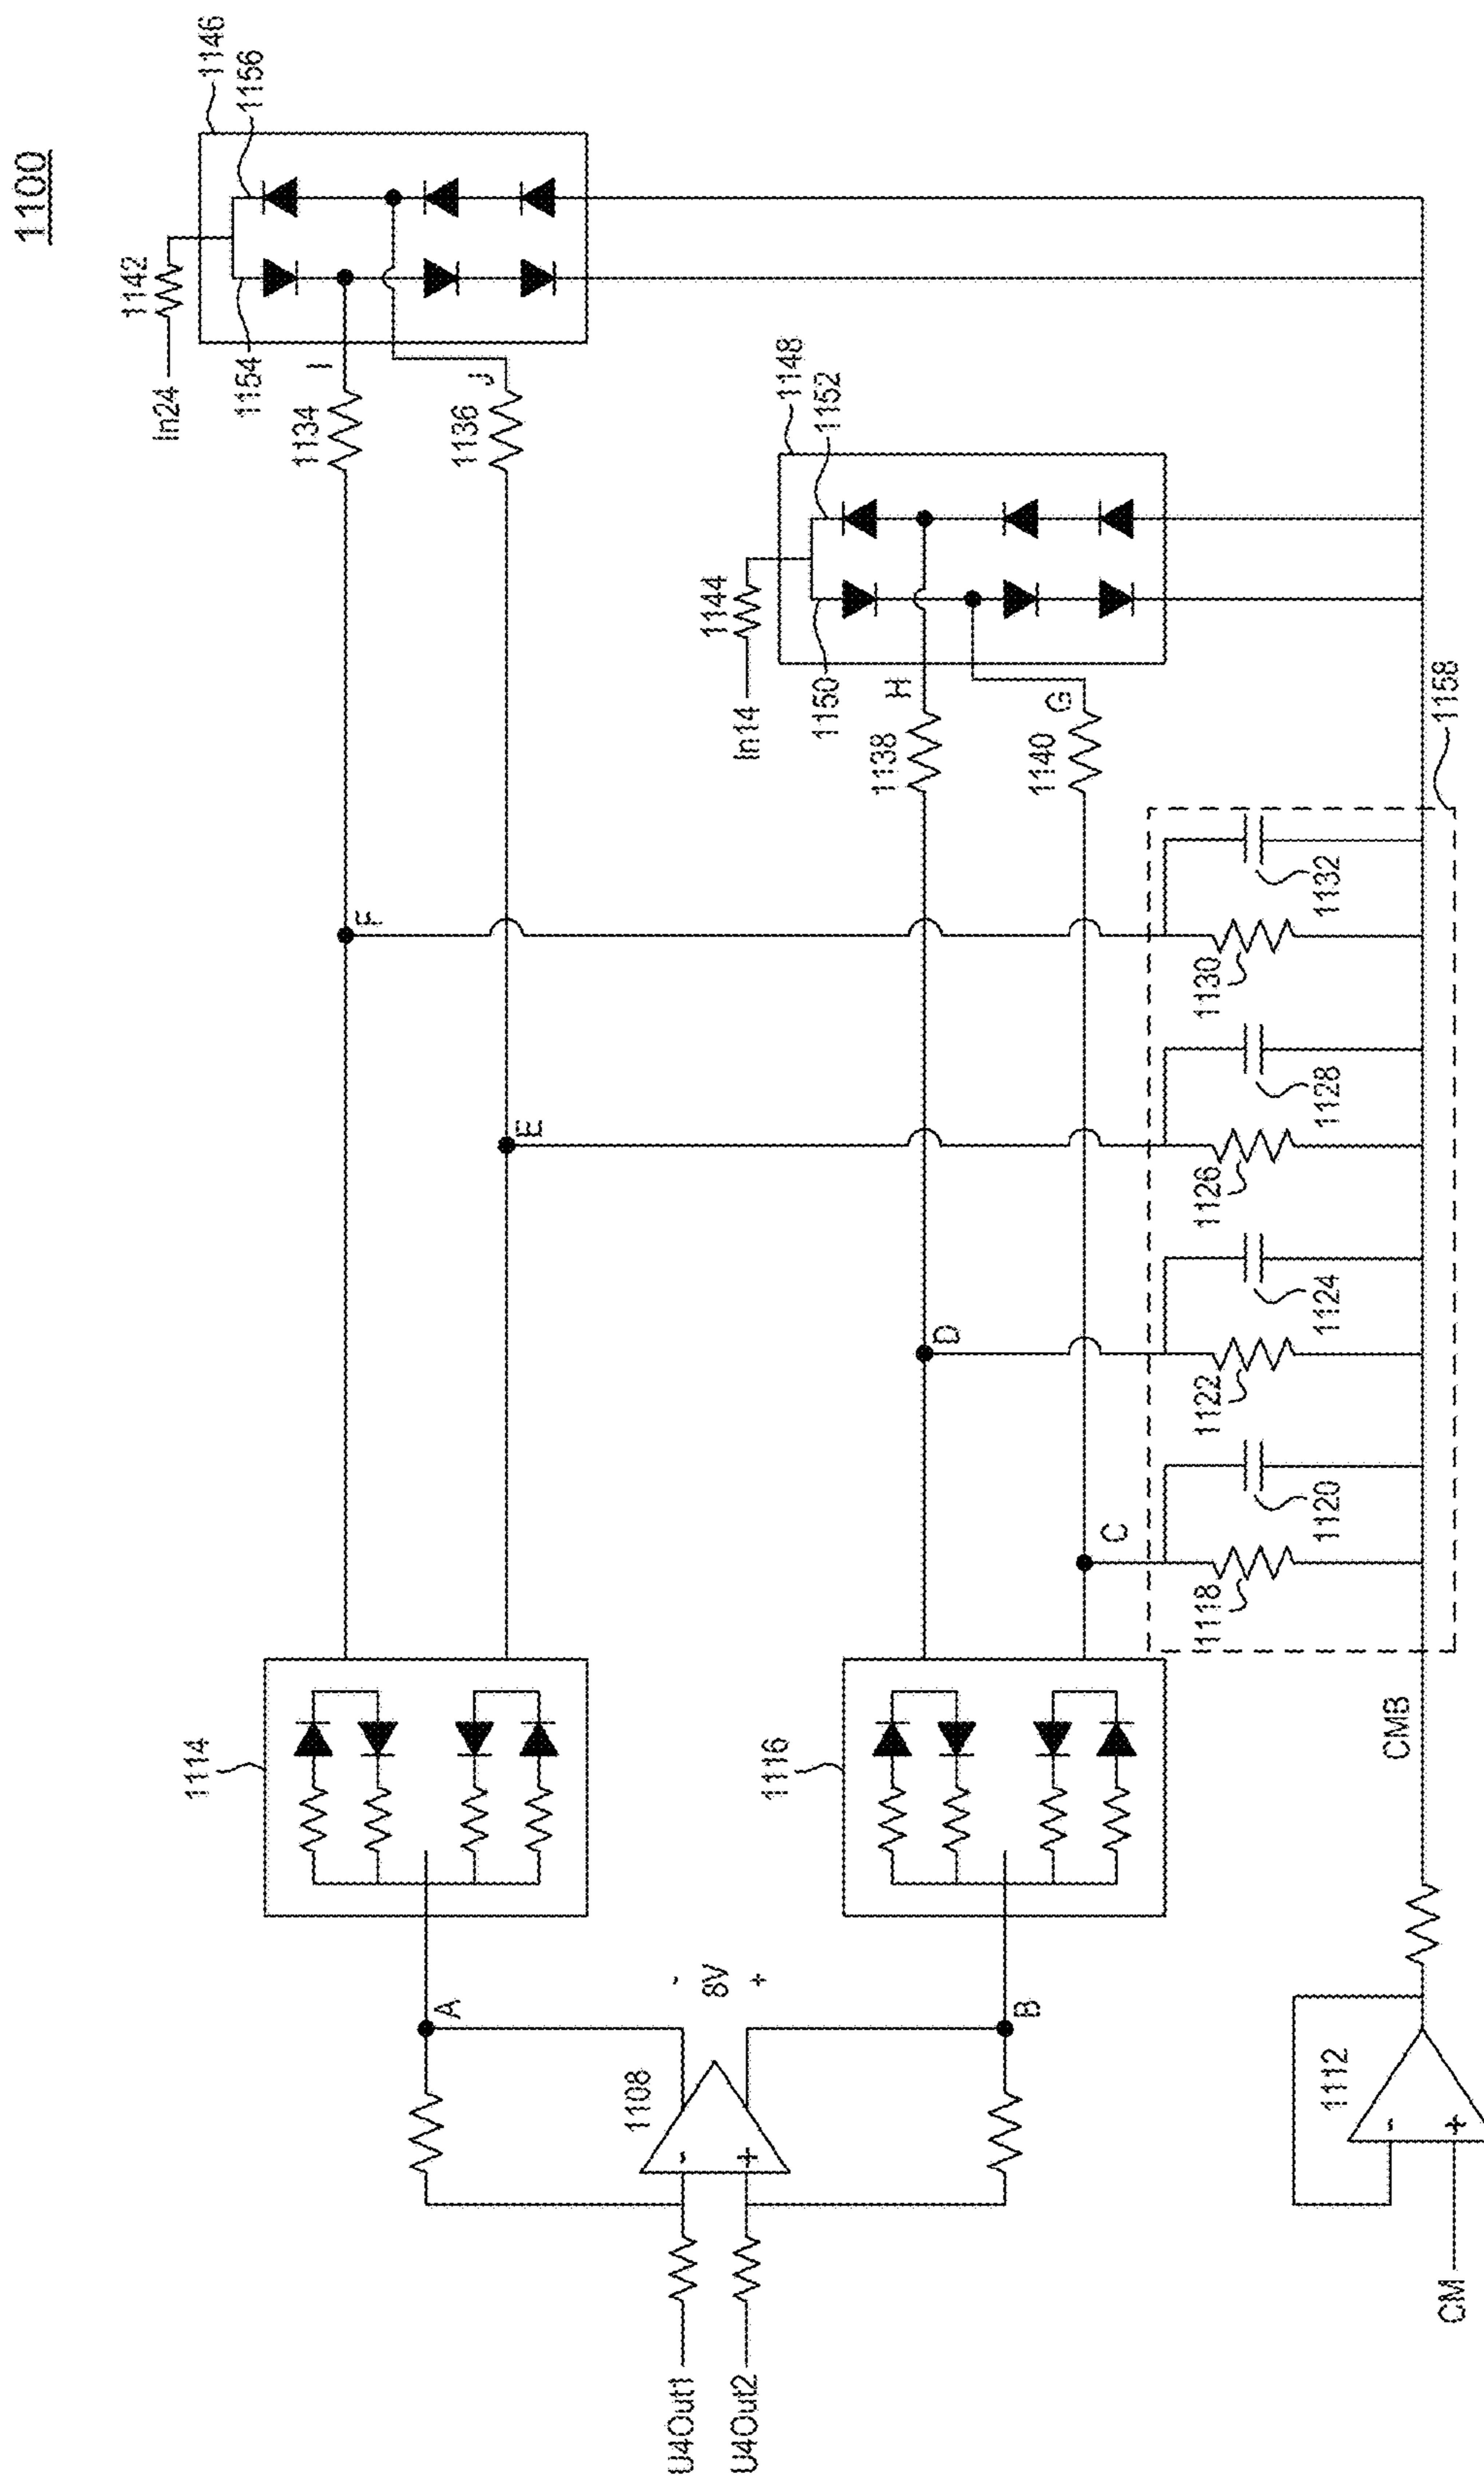 1100
1146
1156
1142
In24
1154
I
1134
J
1136
1148
1152
1144
In14
1150
H
1138
G
1140
1158
F
E
D
C
1132
1130
1128
1126
1124
1122
1120
1118
1114
1116
CMB
A
- 8V +
B
1108
-
+
U4Out1
U4Out2
1112
-
+
CM